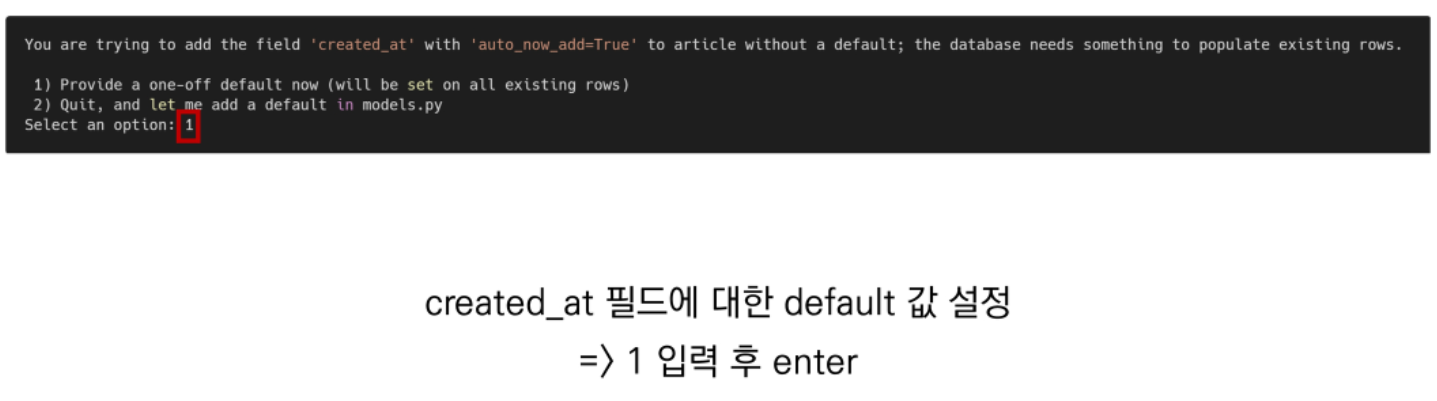 You are trying to add the field 'created_at' with 'auto_now_add=True' to article without a default; the database needs something to populate existing rows.
1) Provide a one-off default now (will be set on all existing rows)
2) Quit, and let me add a default in models.py
Select an option: 1
created_at 필드에 대한 default 값 설정
=> 1 입력 후 enter